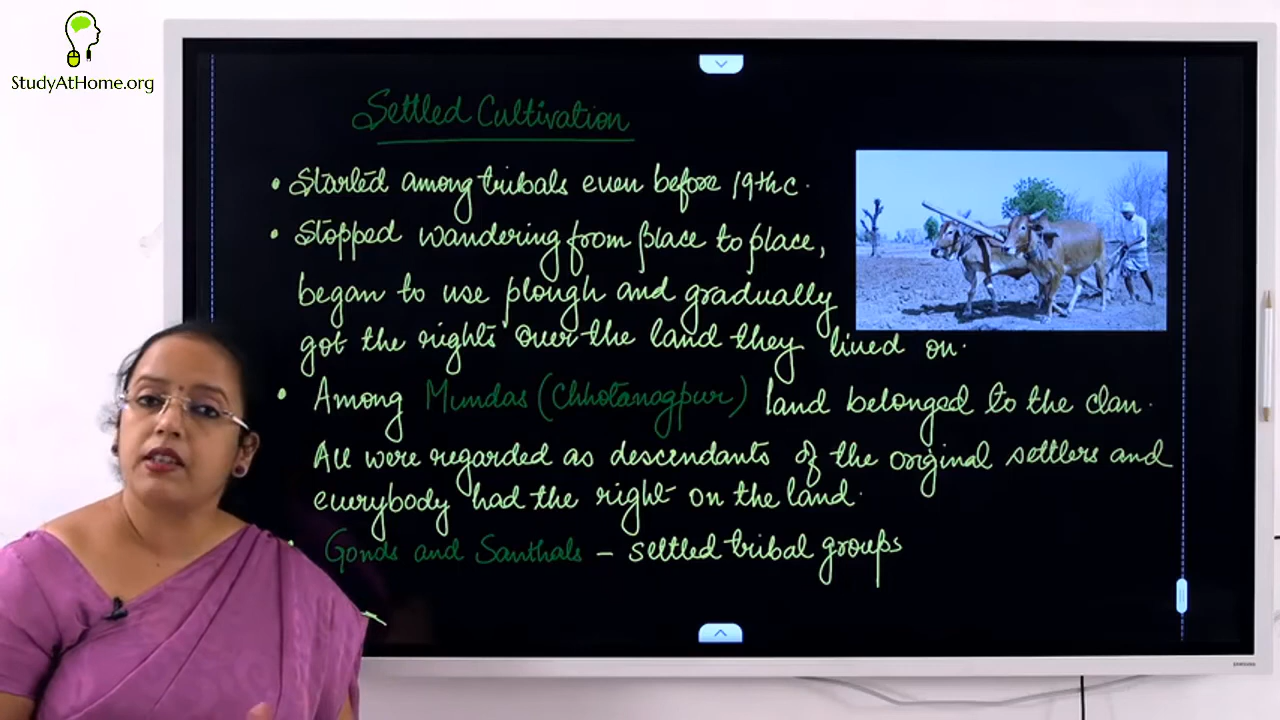 StudyAtHome.org
Settled Cultivation
• Started among tribals even before 19th c.
• Stopped wandering from place to place,
began to use plough and gradually
got the rights over the land they lived on.
• Among Mundas (Chhotanagpur) land belonged to the clan.
All were regarded as descendants of the original settlers and
everybody had the right on the land.
• Gonds and Santhals – settled tribal groups
SAMSUNG